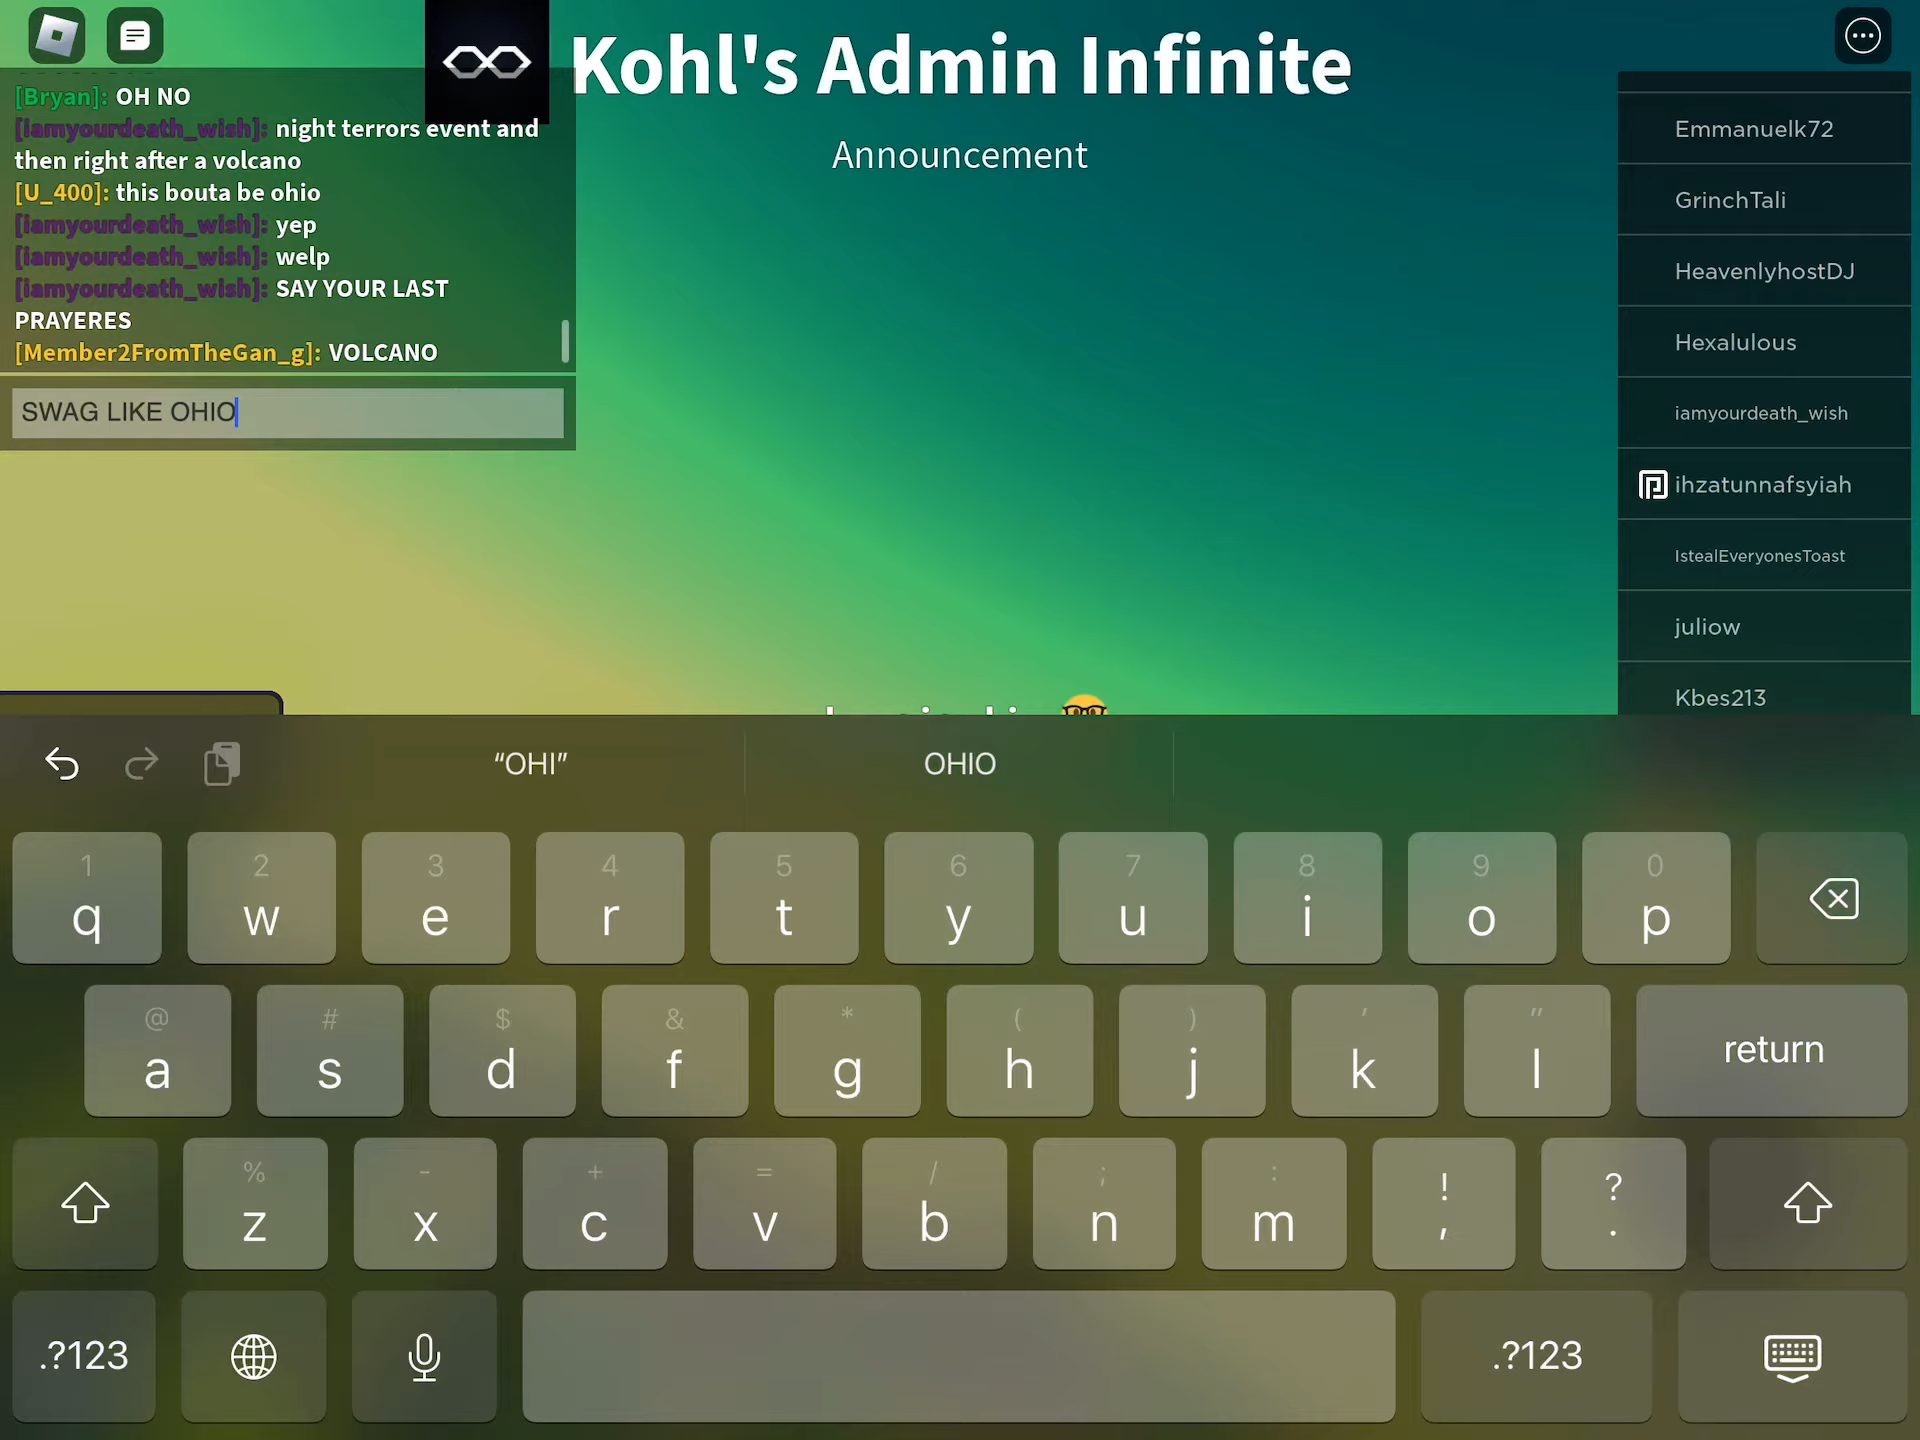 Kohl's Admin Infinite
Announcement
[Bryan]: OH NO
[iamyourdeath_wish]: night terrors event and
then right after a volcano
[U_400]: this bouta be ohio
[iamyourdeath_wish]: yep
[iamyourdeath_wish]: welp
[iamyourdeath_wish]: SAY YOUR LAST
PRAYERES
[Member2FromTheGan_g]: VOLCANO
SWAG LIKE OHIO
Emmanuelk72
GrinchTali
HeavenlyhostDJ
Hexalulous
iamyourdeath_wish
ihzatunnafsyiah
IstealEveryonesToast
juliow
Kbes213
“OHI” OHIO
1 2 3 4 5 6 7 8 9 0
q w e r t y u i o p
@ # $ & * ( ) ' "
a s d f g h j k l return
% - + = / ; : ! ?
z x c v b n m , .
.?123 .?123